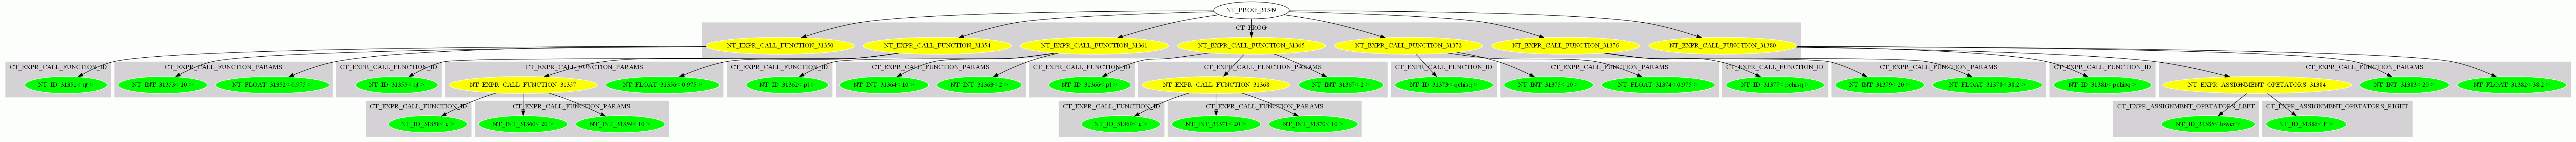 NT_PROG_31349
CT_PROG
NT_EXPR_CALL_FUNCTION_31350 NT_EXPR_CALL_FUNCTION_31354 NT_EXPR_CALL_FUNCTION_31361 NT_EXPR_CALL_FUNCTION_31365 NT_EXPR_CALL_FUNCTION_31372 NT_EXPR_CALL_FUNCTION_31376 NT_EXPR_CALL_FUNCTION_31380
CT_EXPR_CALL_FUNCTION_ID CT_EXPR_CALL_FUNCTION_PARAMS CT_EXPR_CALL_FUNCTION_ID CT_EXPR_CALL_FUNCTION_PARAMS CT_EXPR_CALL_FUNCTION_ID CT_EXPR_CALL_FUNCTION_PARAMS CT_EXPR_CALL_FUNCTION_ID CT_EXPR_CALL_FUNCTION_PARAMS CT_EXPR_CALL_FUNCTION_ID CT_EXPR_CALL_FUNCTION_PARAMS CT_EXPR_CALL_FUNCTION_ID CT_EXPR_CALL_FUNCTION_PARAMS CT_EXPR_CALL_FUNCTION_ID CT_EXPR_CALL_FUNCTION_PARAMS
NT_ID_31351< qt > NT_INT_31353< 10 > NT_FLOAT_31352< 0.975 > NT_ID_31355< qt > NT_EXPR_CALL_FUNCTION_31357 NT_FLOAT_31356< 0.975 > NT_ID_31362< pt > NT_INT_31364< 10 > NT_INT_31363< 2 > NT_ID_31366< pt > NT_EXPR_CALL_FUNCTION_31368 NT_INT_31367< 2 > NT_ID_31373< qchisq > NT_INT_31375< 10 > NT_FLOAT_31374< 0.975 > NT_ID_31377< pchisq > NT_INT_31379< 20 > NT_FLOAT_31378< 38.2 > NT_ID_31381< pchisq > NT_EXPR_ASSIGNMENT_OPETATORS_31384 NT_INT_31383< 20 > NT_FLOAT_31382< 38.2 >
CT_EXPR_CALL_FUNCTION_ID CT_EXPR_CALL_FUNCTION_PARAMS CT_EXPR_CALL_FUNCTION_ID CT_EXPR_CALL_FUNCTION_PARAMS CT_EXPR_ASSIGNMENT_OPETATORS_LEFT CT_EXPR_ASSIGNMENT_OPETATORS_RIGHT
NT_ID_31358< c > NT_INT_31360< 20 > NT_INT_31359< 10 > NT_ID_31369< c > NT_INT_31371< 20 > NT_INT_31370< 10 > NT_ID_31385< lower > NT_ID_31386< F >